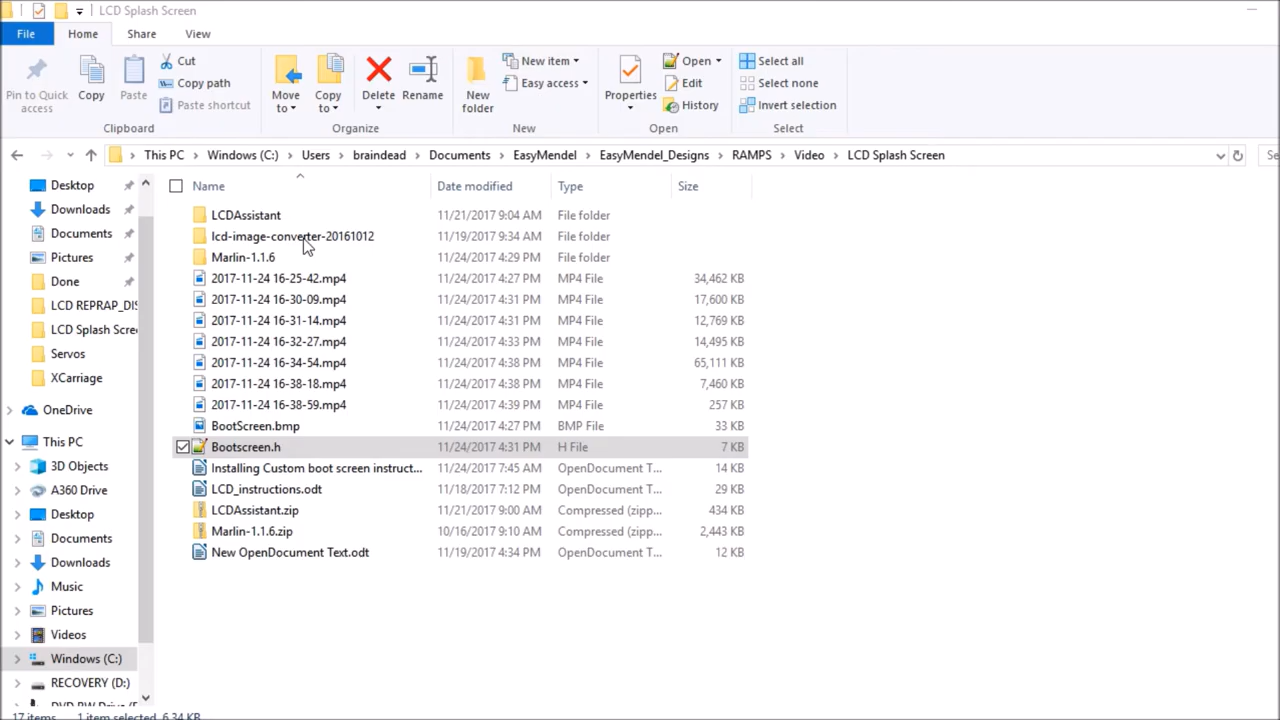 LCD Splash Screen
File Home Share View
Pin to Quick access
Copy
Paste
Cut
Copy path
Paste shortcut
Clipboard
Move to
Copy to
Delete
Rename
Organize
New folder
New item
Easy access
New
Properties
Open
Edit
History
Open
Select all
Select none
Invert selection
Select
This PC Windows (C:) Users braindead Documents EasyMendel EasyMendel_Designs RAMPS Video LCD Splash Screen
Se
Desktop
Downloads
Documents
Pictures
Done
LCD REPRAP_DIS
LCD Splash Scree
Servos
XCarriage
OneDrive
This PC
3D Objects
A360 Drive
Desktop
Documents
Downloads
Music
Pictures
Videos
Windows (C:)
RECOVERY (D:)
DVD RW Drive
Name Date modified Type Size
LCDAssistant 11/21/2017 9:04 AM File folder
lcd-image-converter-20161012 11/19/2017 9:34 AM File folder
Marlin-1.1.6 11/24/2017 4:29 PM File folder
2017-11-24 16-25-42.mp4 11/24/2017 4:27 PM MP4 File 34,462 KB
2017-11-24 16-30-09.mp4 11/24/2017 4:31 PM MP4 File 17,600 KB
2017-11-24 16-31-14.mp4 11/24/2017 4:31 PM MP4 File 12,769 KB
2017-11-24 16-32-27.mp4 11/24/2017 4:33 PM MP4 File 14,495 KB
2017-11-24 16-34-54.mp4 11/24/2017 4:38 PM MP4 File 65,111 KB
2017-11-24 16-38-18.mp4 11/24/2017 4:38 PM MP4 File 7,460 KB
2017-11-24 16-38-59.mp4 11/24/2017 4:39 PM MP4 File 257 KB
BootScreen.bmp 11/24/2017 4:27 PM BMP File 33 KB
Bootscreen.h 11/24/2017 4:31 PM H File 7 KB
Installing Custom boot screen instruct... 11/24/2017 7:45 AM OpenDocument T... 14 KB
LCD_instructions.odt 11/18/2017 7:12 PM OpenDocument T... 29 KB
LCDAssistant.zip 11/21/2017 9:00 AM Compressed (zipp... 434 KB
Marlin-1.1.6.zip 10/16/2017 9:10 AM Compressed (zipp... 2,443 KB
New OpenDocument Text.odt 11/19/2017 4:34 PM OpenDocument T... 12 KB
17 items 1 item selected 6.34 KB